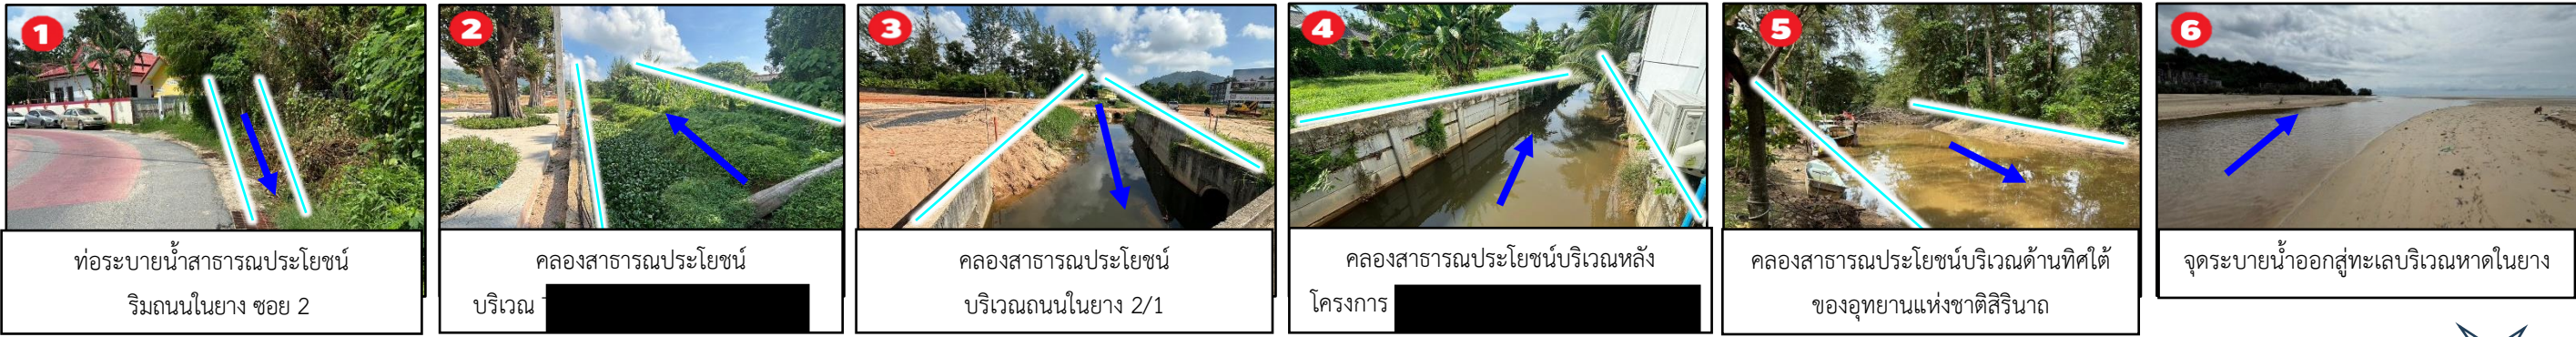 1
2
3
4
5
6
ท่อระบายน้ำสาธารณประโยชน์
ริมถนนในยาง ซอย 2
คลองสาธารณประโยชน์
บริเวณ
คลองสาธารณประโยชน์
บริเวณถนนในยาง 2/1
คลองสาธารณประโยชน์บริเวณหลัง
โครงการ
คลองสาธารณประโยชน์บริเวณด้านทิศใต้
ของอุทยานแห่งชาติสิรินาถ
จุดระบายน้ำออกสู่ทะเลบริเวณหาดในยาง